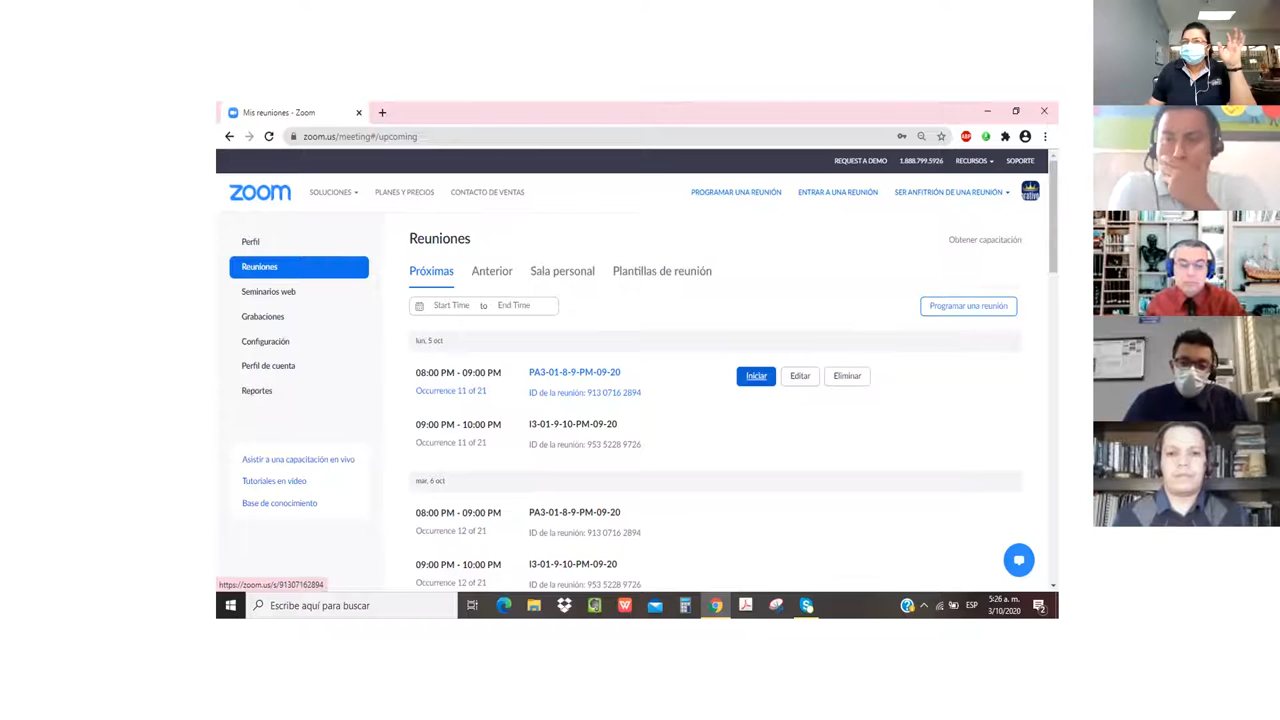 Mis reuniones - Zoom
zoom.us/meeting#/upcoming
REQUEST A DEMO 1.888.799.5926 RECURSOS SOPORTE
zoom SOLUCIONES PLANES Y PRECIOS CONTACTO DE VENTAS PROGRAMAR UNA REUNIÓN ENTRAR A UNA REUNIÓN SER ANFITRIÓN DE UNA REUNIÓN
Perfil
Reuniones
Seminarios web
Grabaciones
Configuración
Perfil de cuenta
Reportes
Asistir a una capacitación en vivo
Tutoriales en vídeo
Base de conocimiento
Reuniones
Obtener capacitación
Próximas Anterior Sala personal Plantillas de reunión
Start Time to End Time
Programar una reunión
lun, 5 oct
08:00 PM - 09:00 PM PA3-01-8-9-PM-09-20 Iniciar Editar Eliminar
Occurrence 11 of 21 ID de la reunión: 913 0716 2894
09:00 PM - 10:00 PM I3-01-9-10-PM-09-20
Occurrence 11 of 21 ID de la reunión: 953 5228 9726
mar, 6 oct
08:00 PM - 09:00 PM PA3-01-8-9-PM-09-20
Occurrence 12 of 21 ID de la reunión: 913 0716 2894
09:00 PM - 10:00 PM I3-01-9-10-PM-09-20
Occurrence 12 of 21 ID de la reunión: 953 5228 9726
https://zoom.us/s/91307162894
Escribe aquí para buscar
ESP
5:26 a. m.
3/10/2020
2